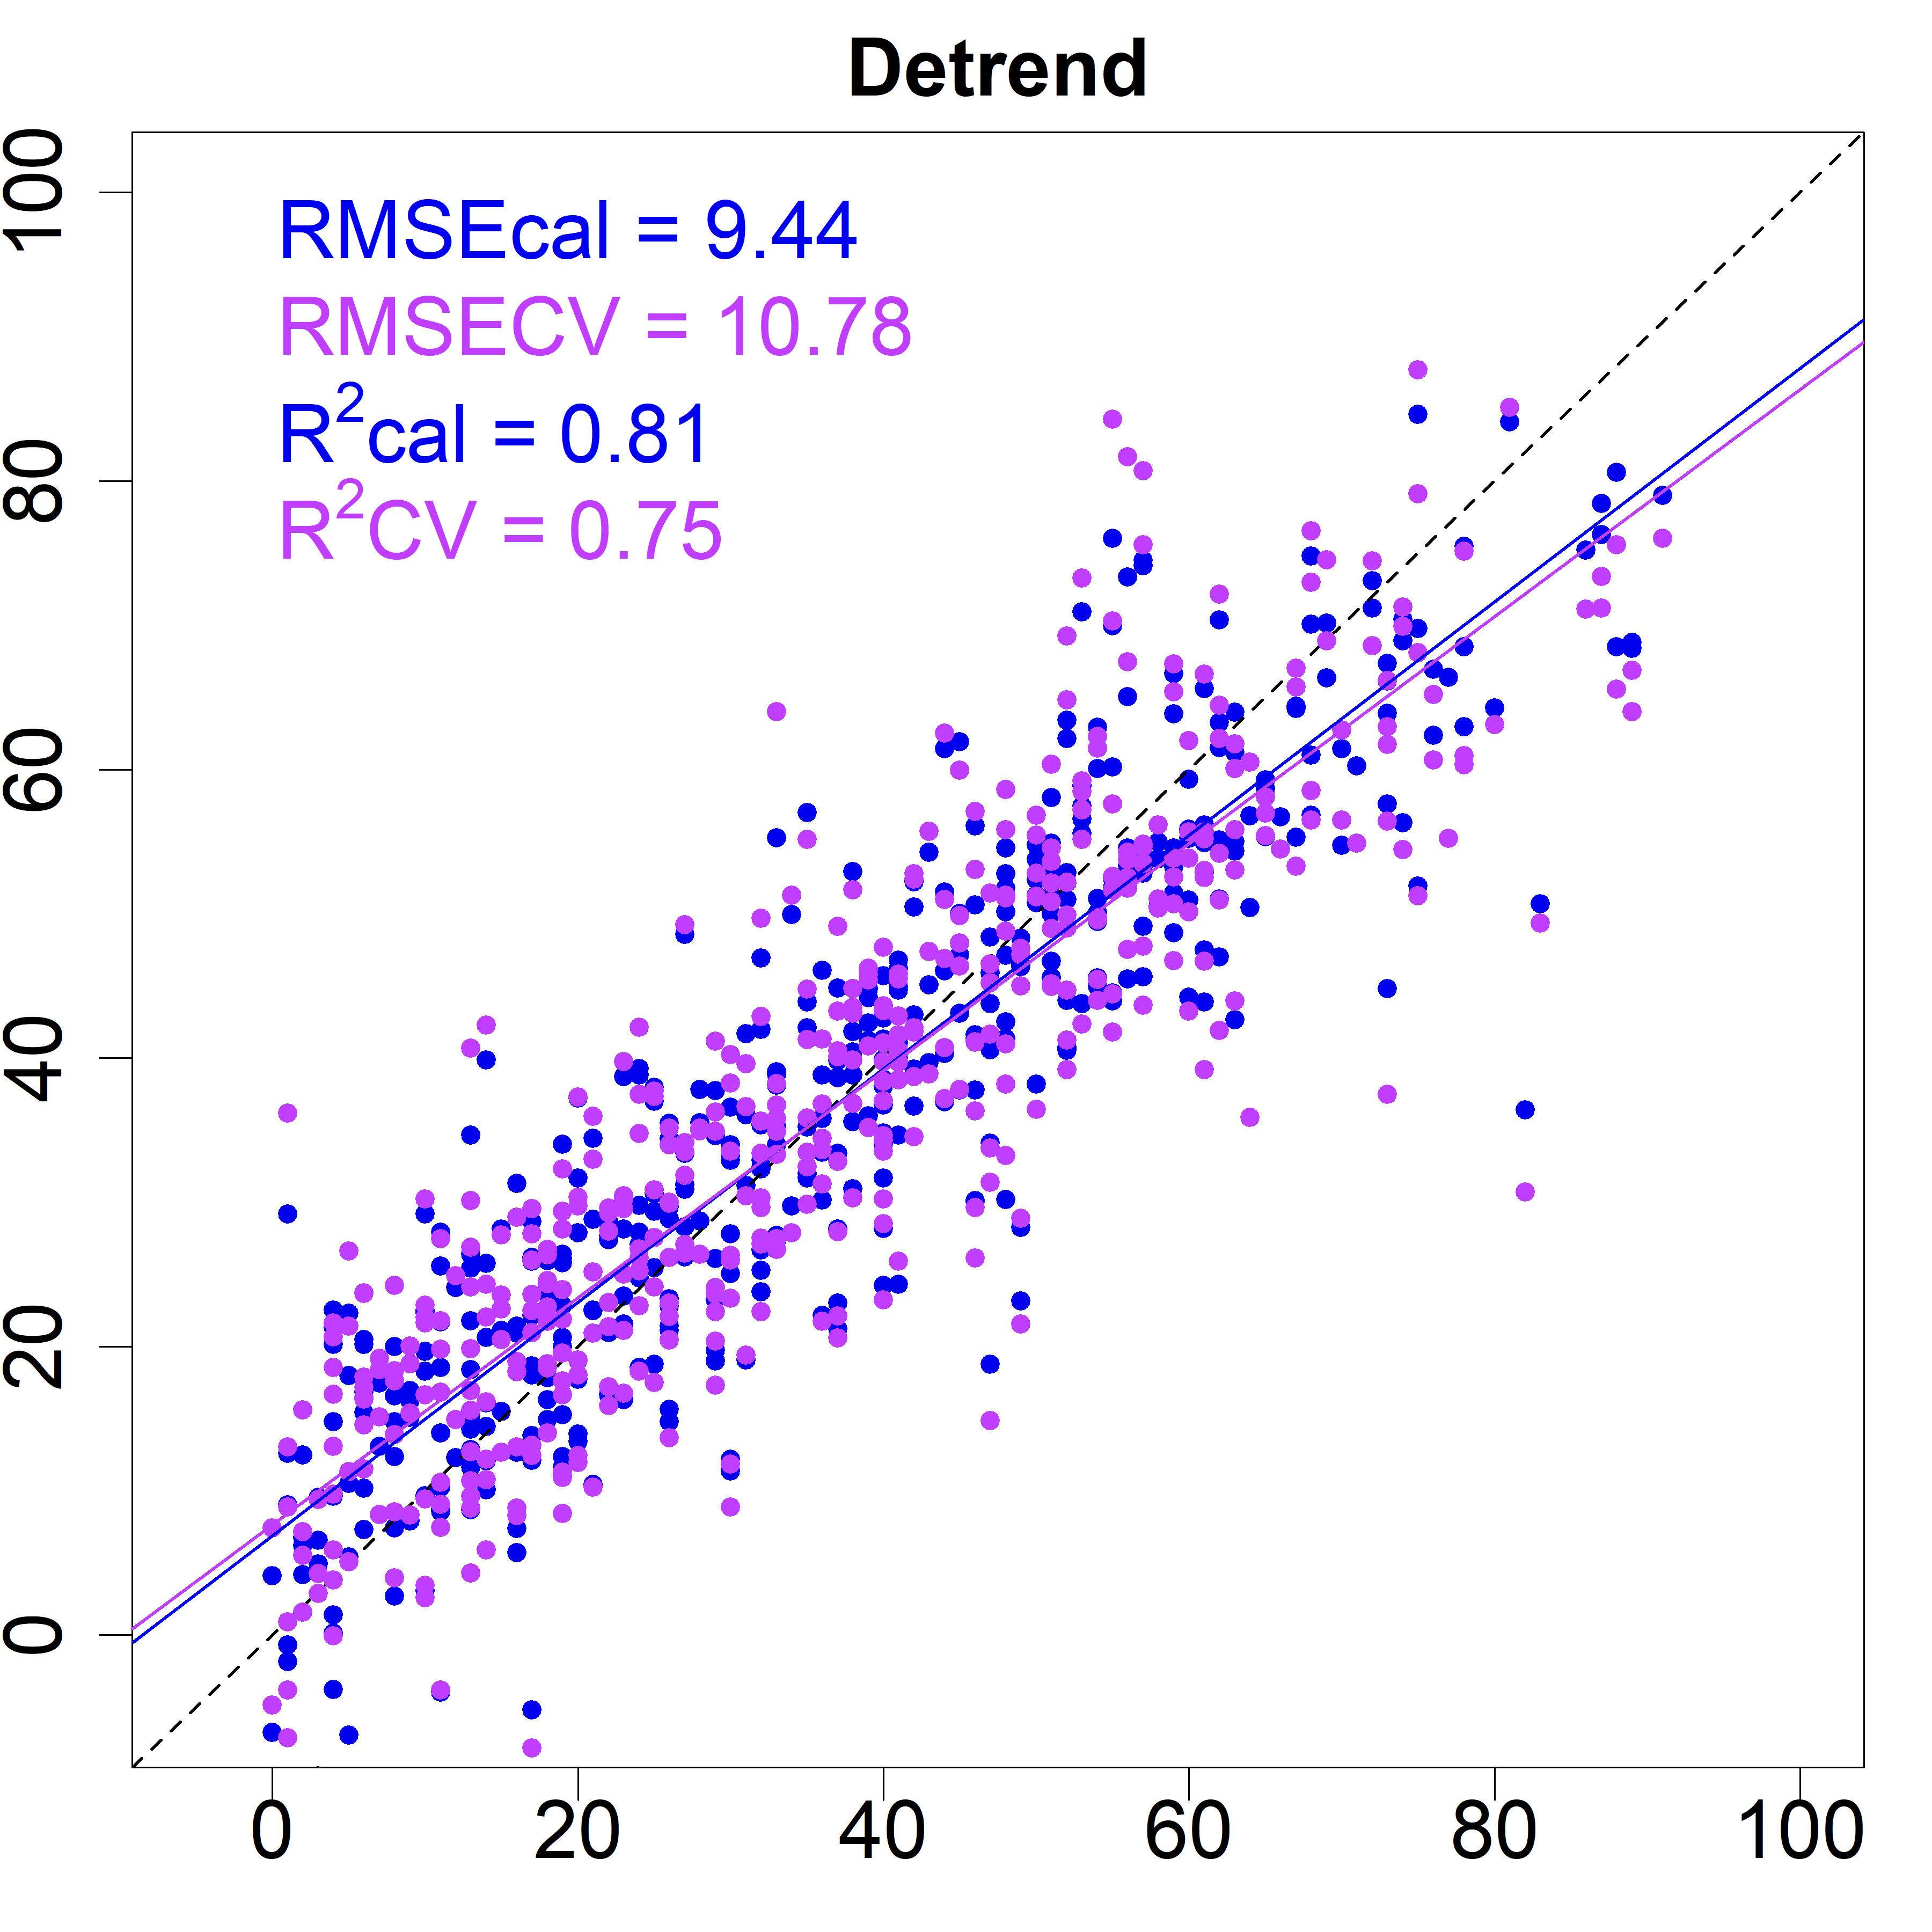 Detrend
RMSEcal = 9.44
RMSECV = 10.78
R²cal = 0.81
R²CV = 0.75
100
80
60
40
20
0
0 20 40 60 80 100